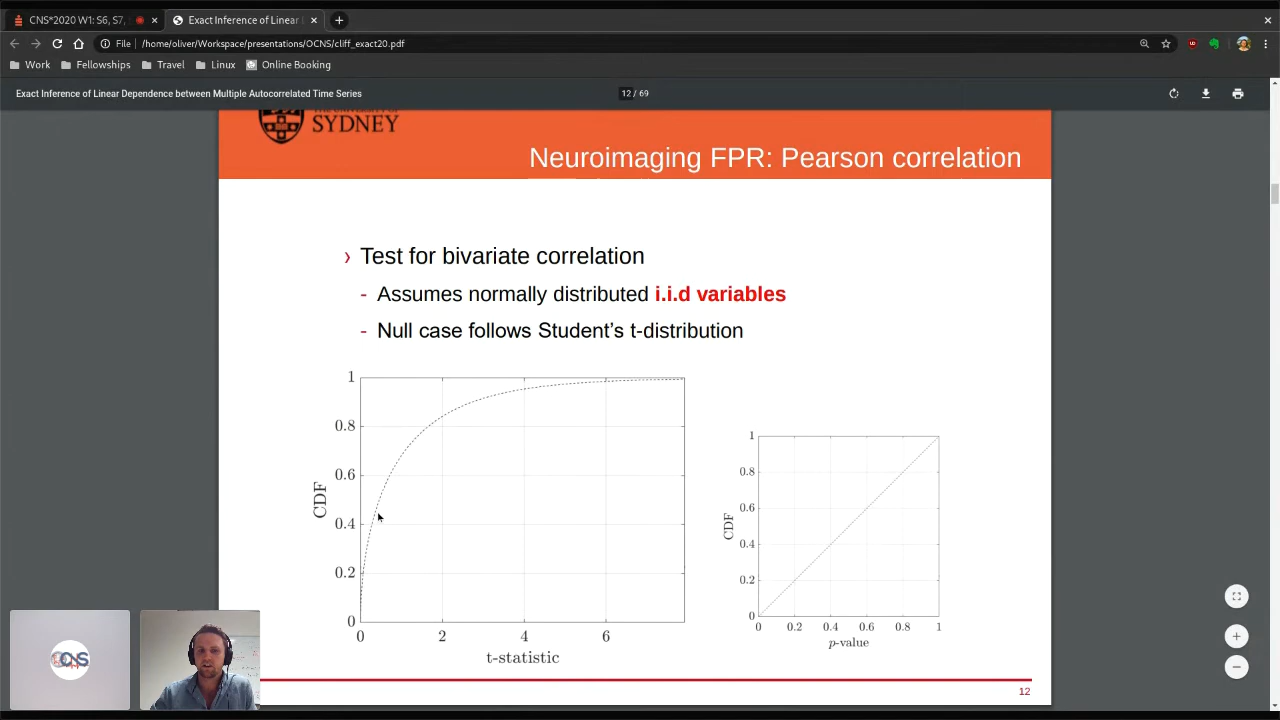 CNS*2020 W1: S6, S7,
Exact Inference of Linear
File
/home/oliver/Workspace/presentations/OCNS/cliff_exact20.pdf
Work
Fellowships
Travel
Linux
Online Booking
Exact Inference of Linear Dependence between Multiple Autocorrelated Time Series
12 / 69
SYDNEY
Neuroimaging FPR: Pearson correlation
› Test for bivariate correlation
- Assumes normally distributed i.i.d variables
- Null case follows Student’s t-distribution
1
0.8
0.6
0.4
0.2
0
CDF
0 2 4 6
t-statistic
1
0.8
0.6
0.4
0.2
0
CDF
0 0.2 0.4 0.6 0.8 1
p-value
OCNS
12